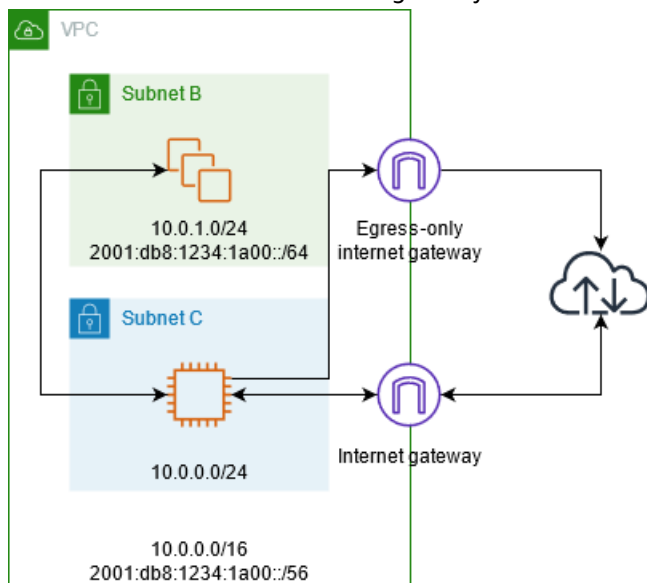 VPC
Subnet B
10.0.1.0/24
2001:db8:1234:1a00::/64
Egress-only
internet gateway
Subnet C
10.0.0.0/24
Internet gateway
10.0.0.0/16
2001:db8:1234:1a00::/56